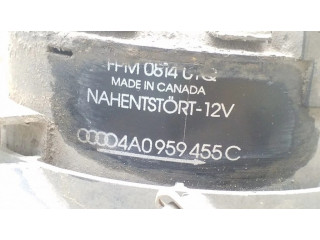 MADE IN CANADA
NAHENTSTÖRT-12V
4A0 959 455 C